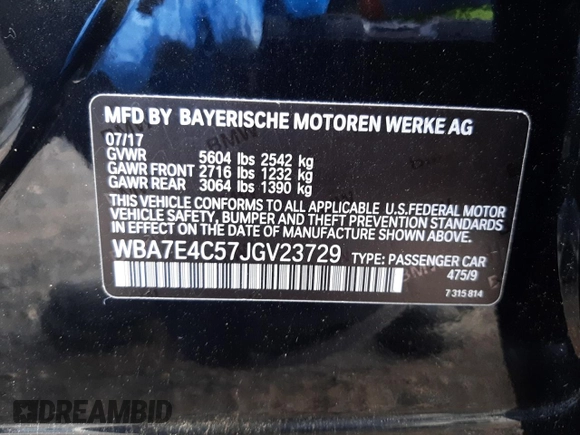 MFD BY BAYERISCHE MOTOREN WERKE AG
07/17
GVWR 5604 lbs 2542 kg
GAWR FRONT 2716 lbs 1232 kg
GAWR REAR 3064 lbs 1390 kg
THIS VEHICLE CONFORMS TO ALL APPLICABLE U.S.FEDERAL MOTOR
VEHICLE SAFETY, BUMPER AND THEFT PREVENTION STANDARDS
IN EFFECT ON THE DATE OF MANUFACTURE SHOWN ABOVE.
WBA7E4C57JGV23729 TYPE: PASSENGER CAR
475/9
7 315 814
DREAMBID